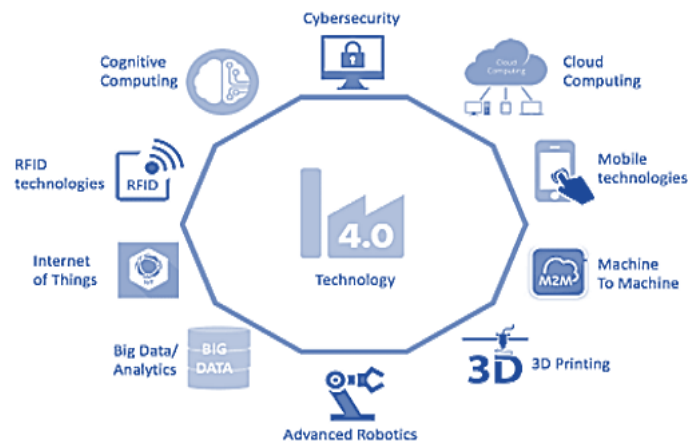 Cybersecurity
Cognitive
Computing
Cloud
Computing
Cloud
Computing
RFID
technologies
RFID
Mobile
technologies
4.0
Technology
Internet
of Things
IoT
M2M
Machine
To Machine
Big Data/
Analytics
BIG
DATA
3D
3D Printing
Advanced Robotics